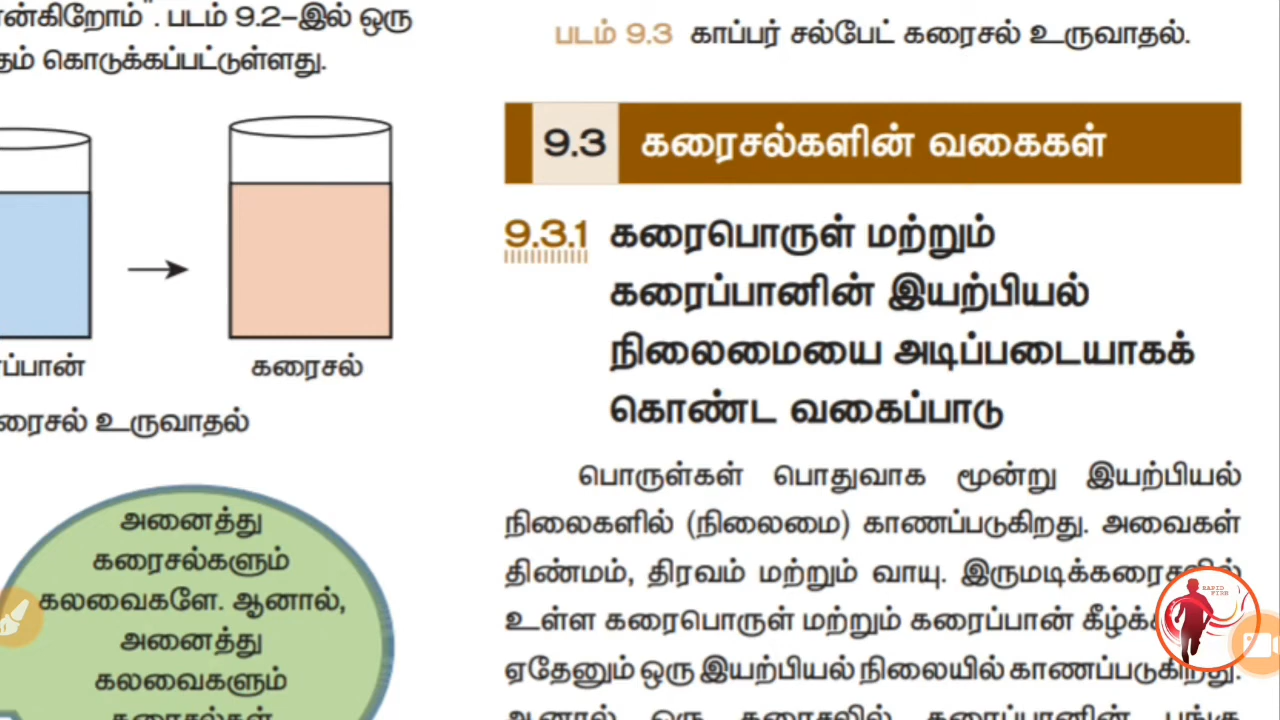 என்கிறோம்". படம் 9.2–இல் ஒரு
கொடுக்கப்பட்டுள்ளது.
கரைசல்
உருவாதல்
அனைத்து
கரைசல்களும்
கலவைகளே. ஆனால்,
அனைத்து
கலவைகளும்
படம் 9.3 காப்பர் சல்பேட் கரைசல் உருவாதல்.
9.3 கரைசல்களின் வகைகள்
9.3.1 கரைபொருள் மற்றும்
கரைப்பானின் இயற்பியல்
நிலைமையை அடிப்படையாகக்
கொண்ட வகைப்பாடு
பொருள்கள் பொதுவாக மூன்று இயற்பியல்
நிலைகளில் (நிலைமை) காணப்படுகிறது. அவைகள்
திண்மம், திரவம் மற்றும் வாயு. இருமடிக்கரைசலில்
உள்ள கரைபொருள் மற்றும் கரைப்பான்
ஏதேனும் ஒரு இயற்பியல் நிலையில் காணப்படுகிறது.
RAPID